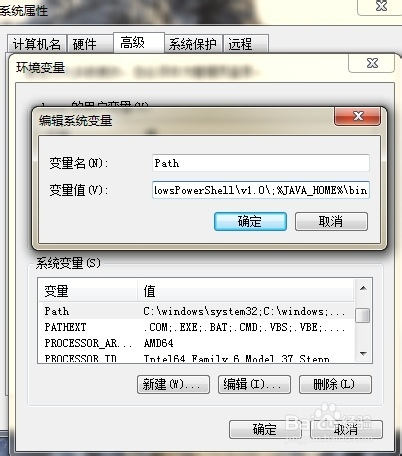 系统属性
计算机名 硬件 高级 系统保护 远程
环境变量
的用户变量(U)
编辑系统变量
变量名(N): Path
变量值(V): lowsPowerShell\v1.0\;%JAVA_HOME%\bin
确定 取消
系统变量(S)
变量 值
Path C:\windows\system32;C:\windows;...
PATHEXT .COM;.EXE;.BAT;.CMD;.VBS;.VBE;....
PROCESSOR_AR... AMD64
PROCESSOR_ID Intel64 Family 6 Model 37 Stepp
新建(W)... 编辑(I)... 删除(L)
确定 取消
Baidu 经验